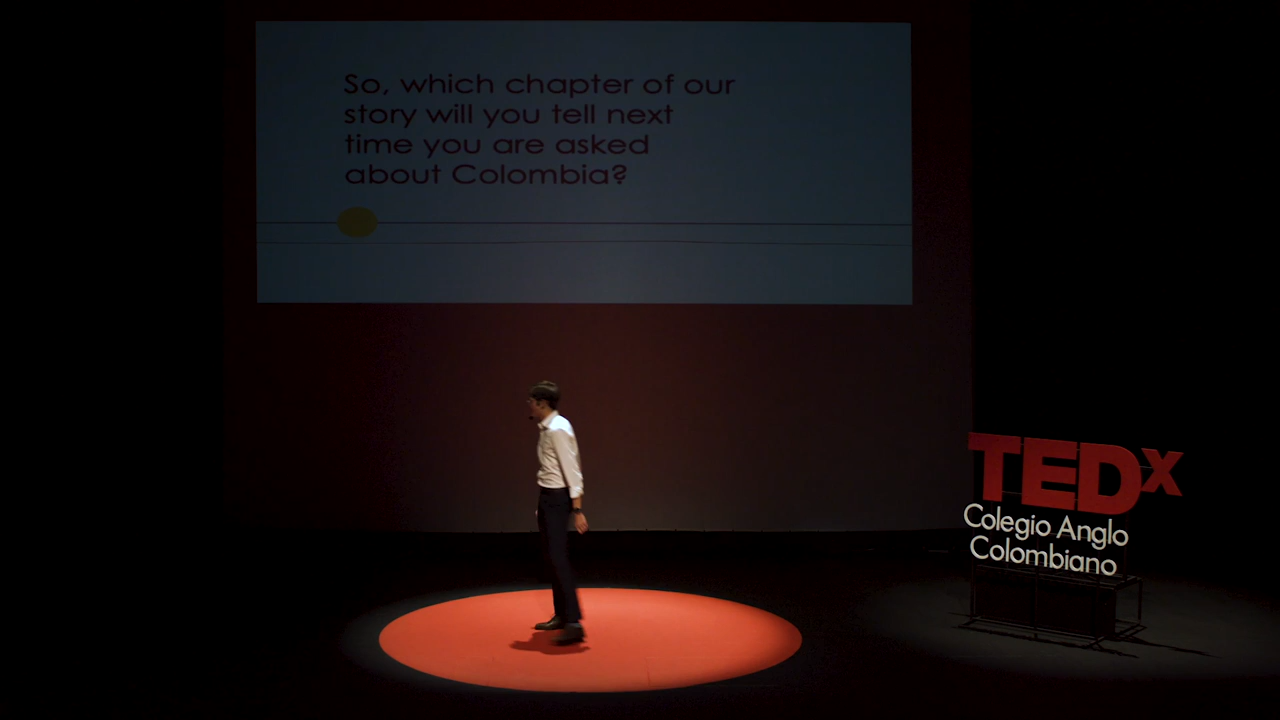 So, which chapter of our
story will you tell next
time you are asked
about Colombia?
TEDx
Colegio Anglo
Colombiano